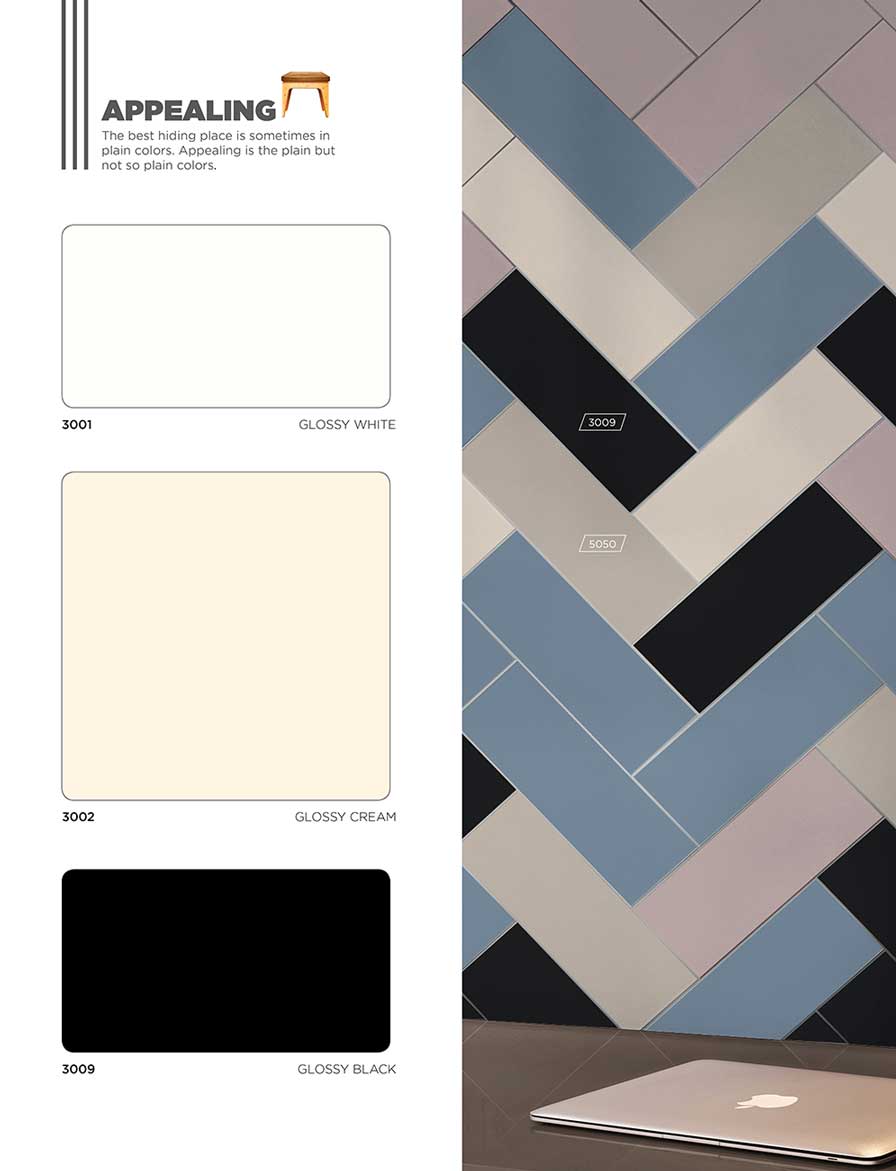 APPEALING
The best hiding place is sometimes in
plain colors. Appealing is the plain but
not so plain colors.
3001 GLOSSY WHITE
3002 GLOSSY CREAM
3009 GLOSSY BLACK
3009
5050